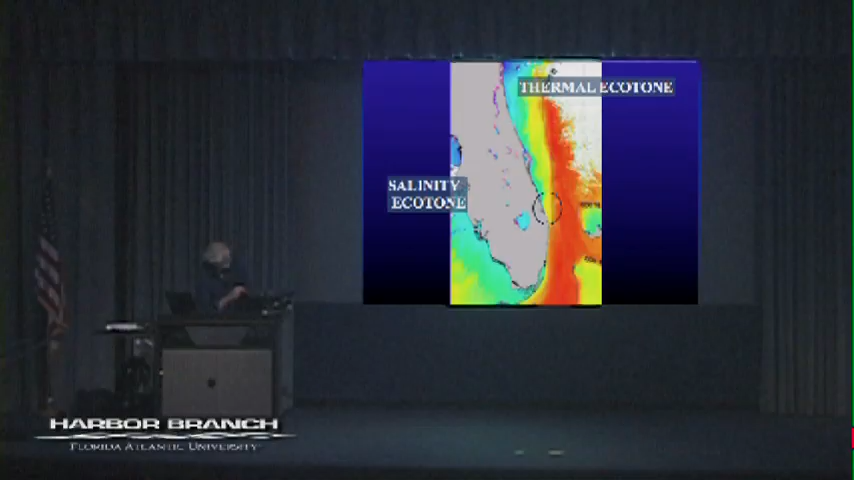 THERMAL ECOTONE
SALINITY
ECOTONE
HARBOR BRANCH
FLORIDA ATLANTIC UNIVERSITY